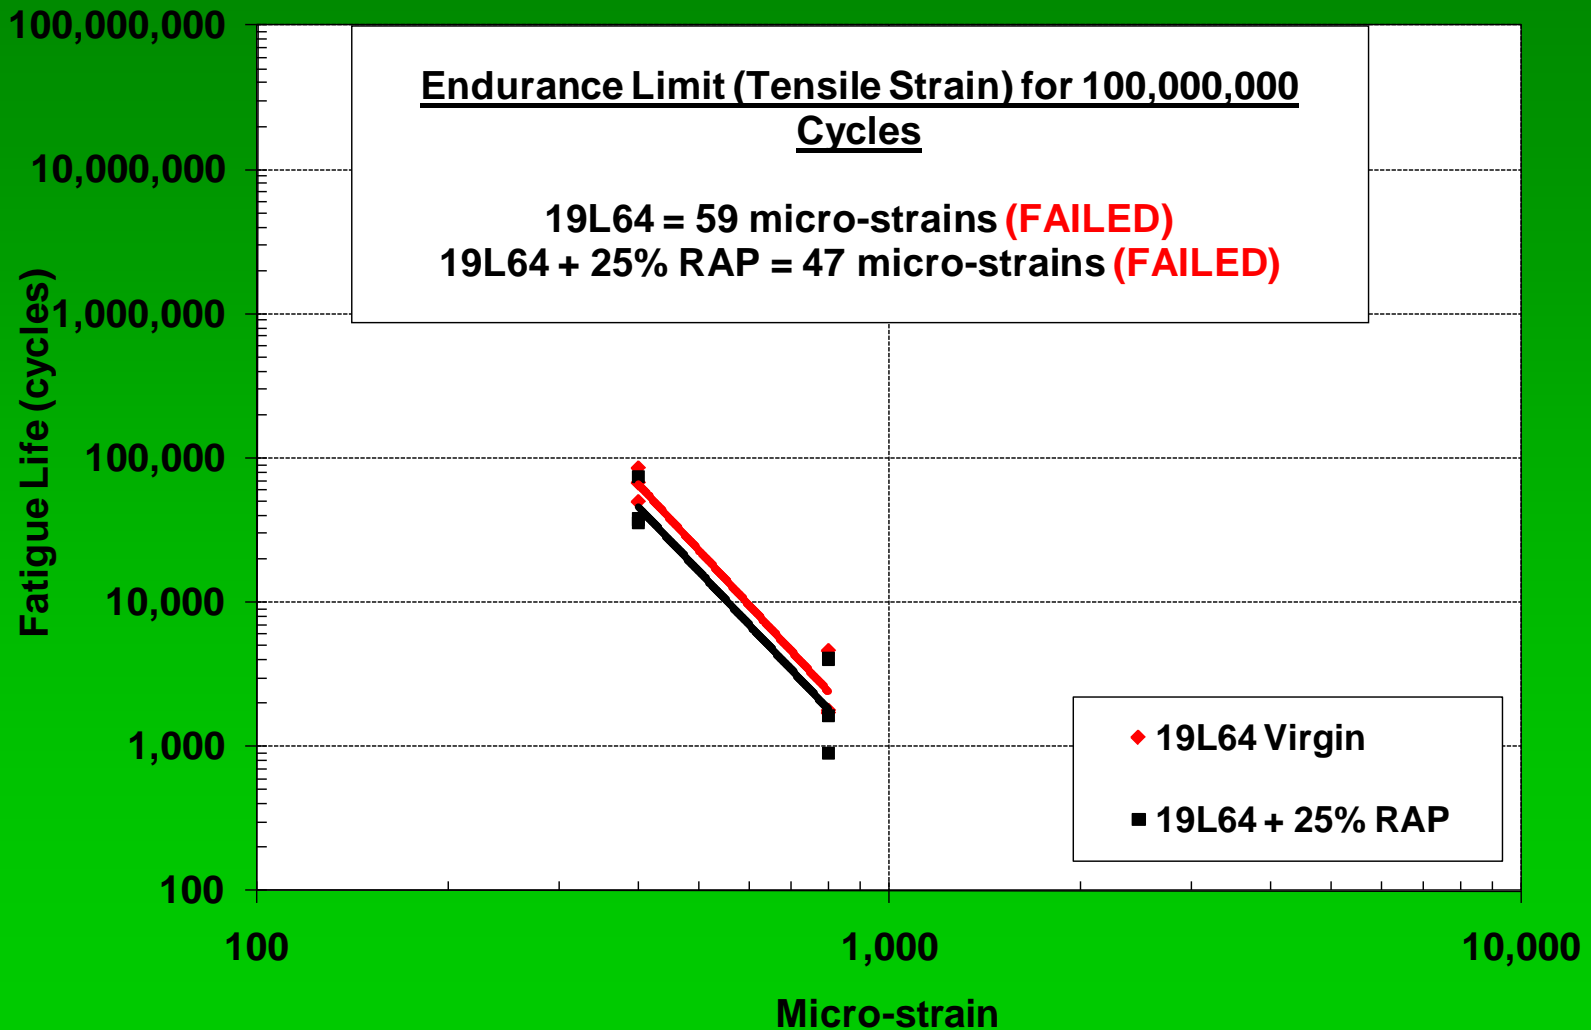 Endurance Limit (Tensile Strain) for 100,000,000
Cycles
19L64 = 59 micro-strains (FAILED)
19L64 + 25% RAP = 47 micro-strains (FAILED)
100,000,000
10,000,000
1,000,000
100,000
10,000
1,000
100
Fatigue Life (cycles)
19L64 Virgin
19L64 + 25% RAP
100
1,000
10,000
Micro-strain